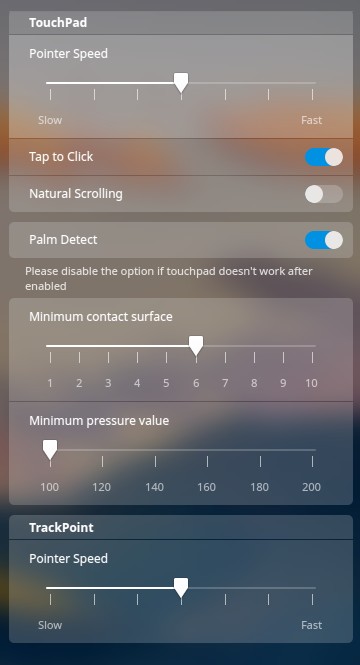 TouchPad
Pointer Speed
Slow Fast
Tap to Click
Natural Scrolling
Palm Detect
Please disable the option if touchpad doesn't work after
enabled
Minimum contact surface
1 2 3 4 5 6 7 8 9 10
Minimum pressure value
100 120 140 160 180 200
TrackPoint
Pointer Speed
Slow Fast